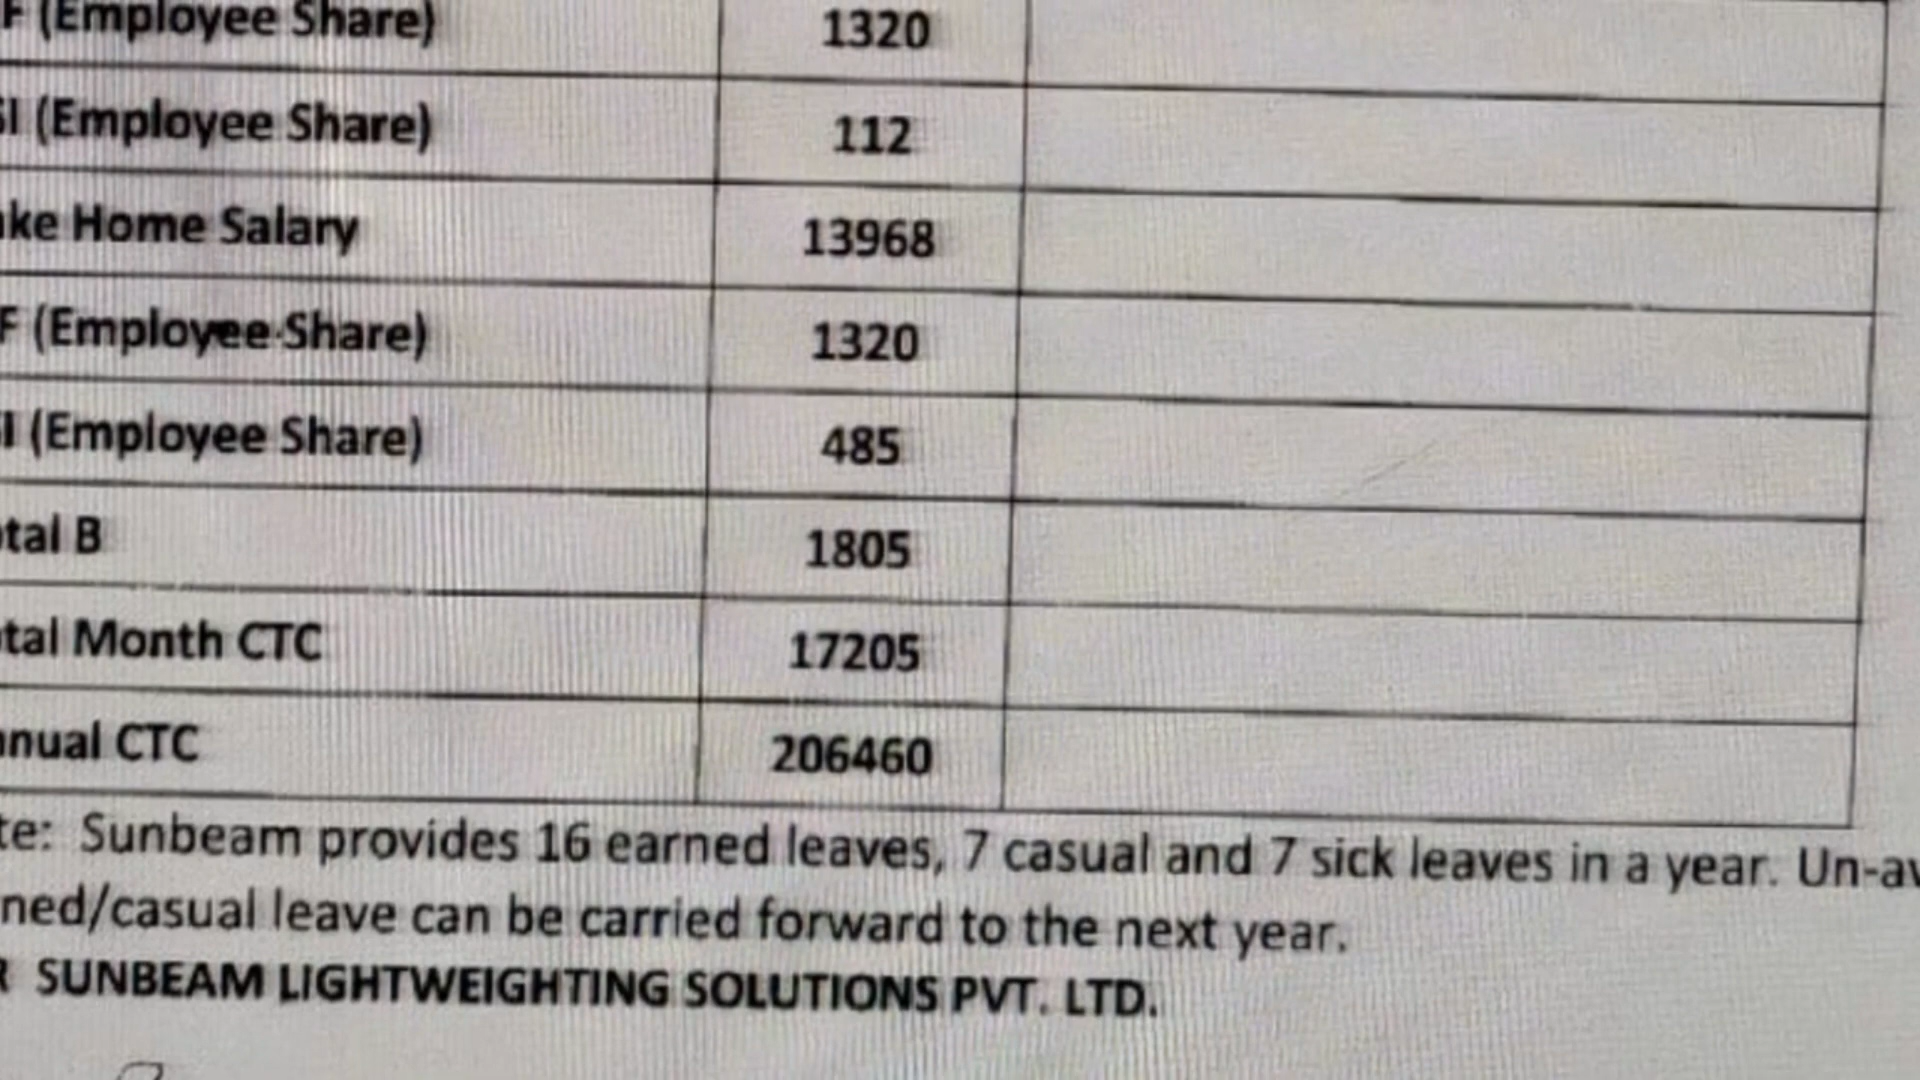 F (Employee Share) 1320
SI (Employee Share) 112
ke Home Salary 13968
F (Employee Share) 1320
I (Employee Share) 485
tal B 1805
tal Month CTC 17205
nnual CTC 206460
te: Sunbeam provides 16 earned leaves, 7 casual and 7 sick leaves in a year. Un-av
ned/casual leave can be carried forward to the next year.
R SUNBEAM LIGHTWEIGHTING SOLUTIONS PVT. LTD.